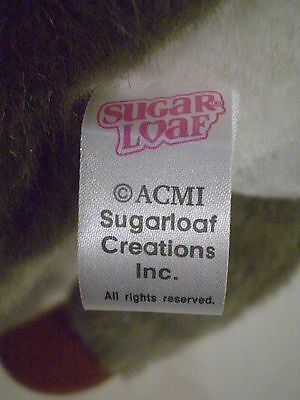 SUGAR
LOAF
© ACMI
Sugarloaf
Creations
Inc.
All rights reserved.